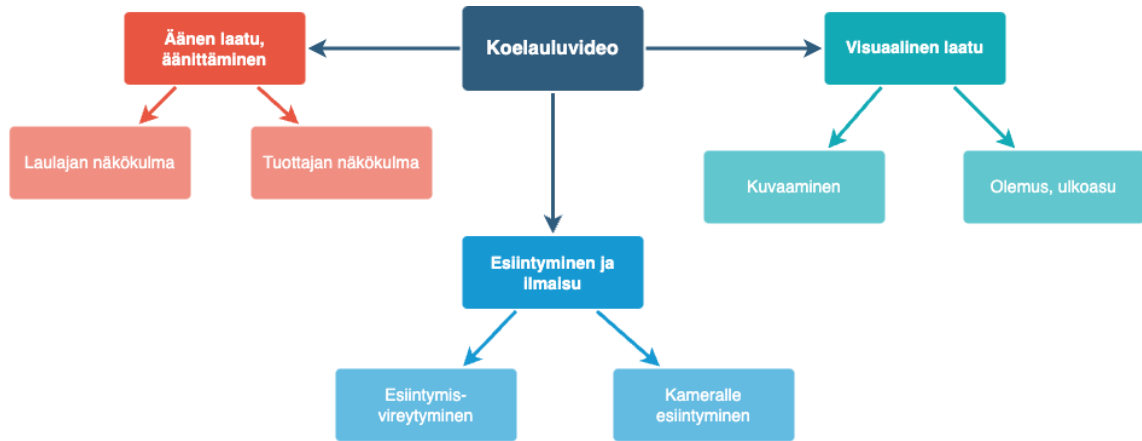 Äänen laatu,
äänittäminen
Koelauluvideo
Visuaalinen laatu
Laulajan näkökulma
Tuottajan näkökulma
Kuvaaminen
Olemus, ulkoasu
Esiintyminen ja
ilmaisu
Esiintymis-
vireytyminen
Kameralle
esiintyminen